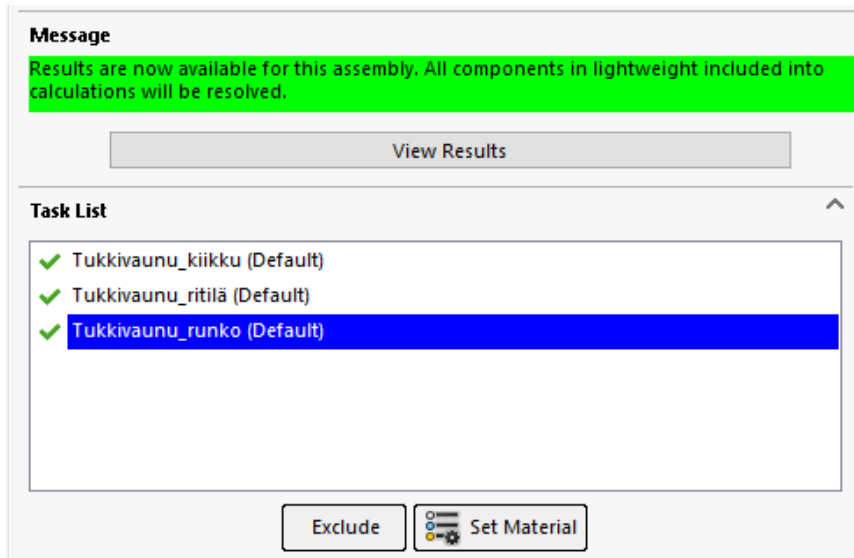 Message
Results are now available for this assembly. All components in lightweight included into
calculations will be resolved.
View Results
Task List
Tukkivaunu_kiikku (Default)
Tukkivaunu_ritilä (Default)
Tukkivaunu_runko (Default)
Exclude
Set Material